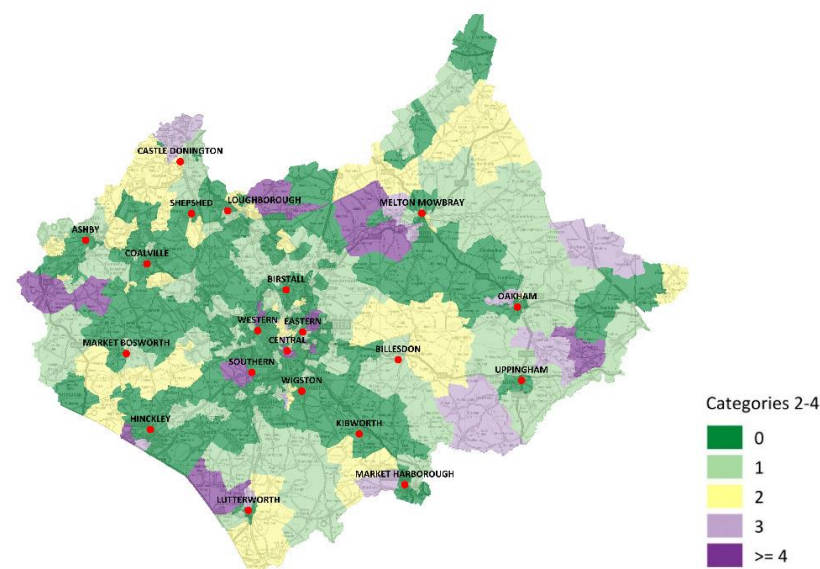 CASTLE DONINGTON
SHEPSHED
LOUGHBOROUGH
MELTON MOWBRAY
ASHBY
COALVILLE
BIRSTALL
OAKHAM
WESTERN
EASTERN
CENTRAL
MARKET BOSWORTH
BILLESDON
SOUTHERN
UPPINGHAM
WIGSTON
HINCKLEY
KIBWORTH
MARKET HARBOROUGH
LUTTERWORTH
Categories 2-4
0
1
2
3
>= 4